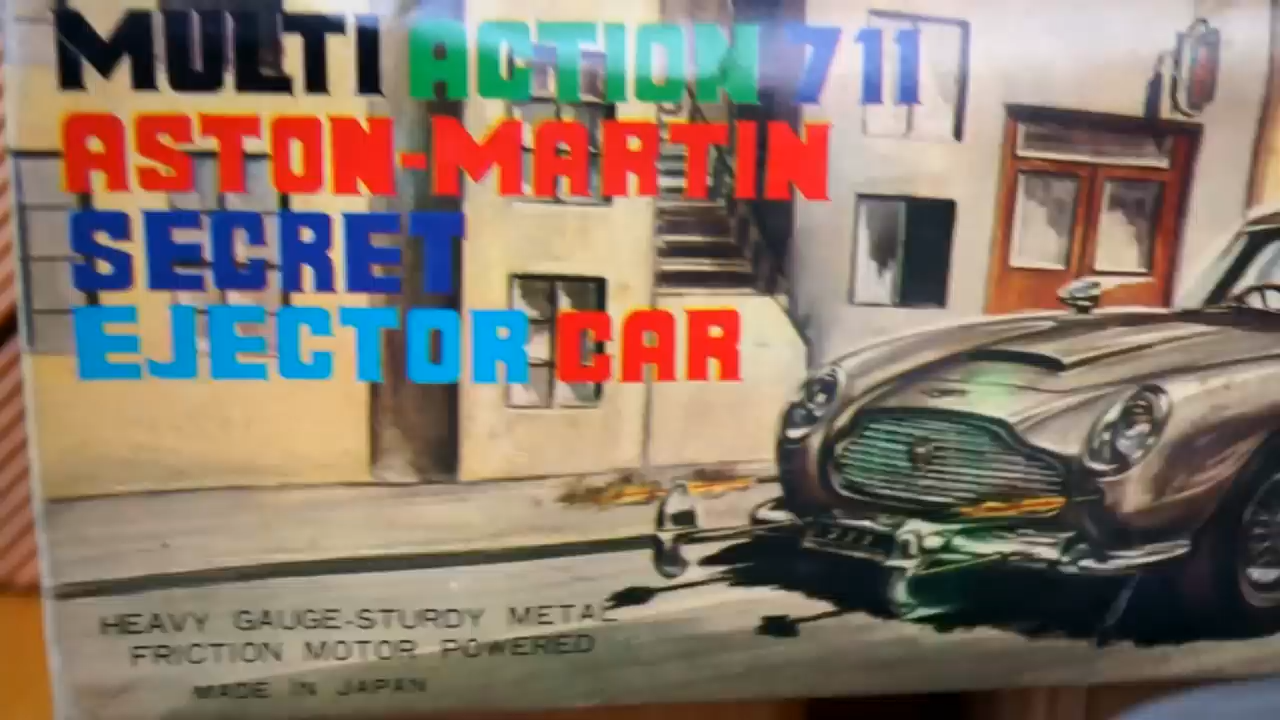 MULTI ACTION 711
ASTON-MARTIN
SECRET
EJECTOR CAR
HEAVY GAUGE-STURDY METAL
FRICTION MOTOR POWERED
MADE IN JAPAN